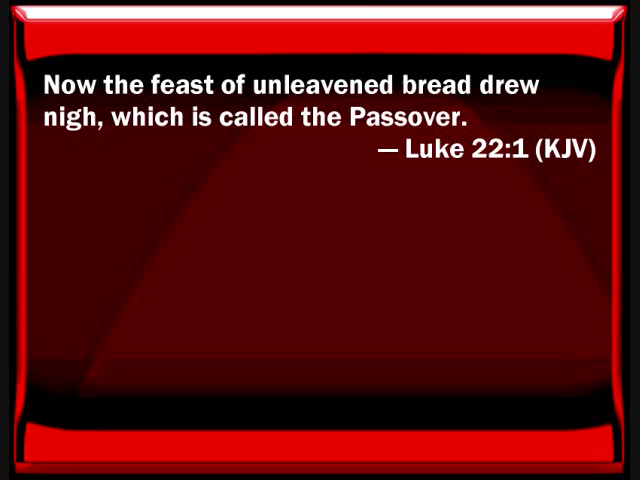 Now the feast of unleavened bread drew
nigh, which is called the Passover.
— Luke 22:1 (KJV)